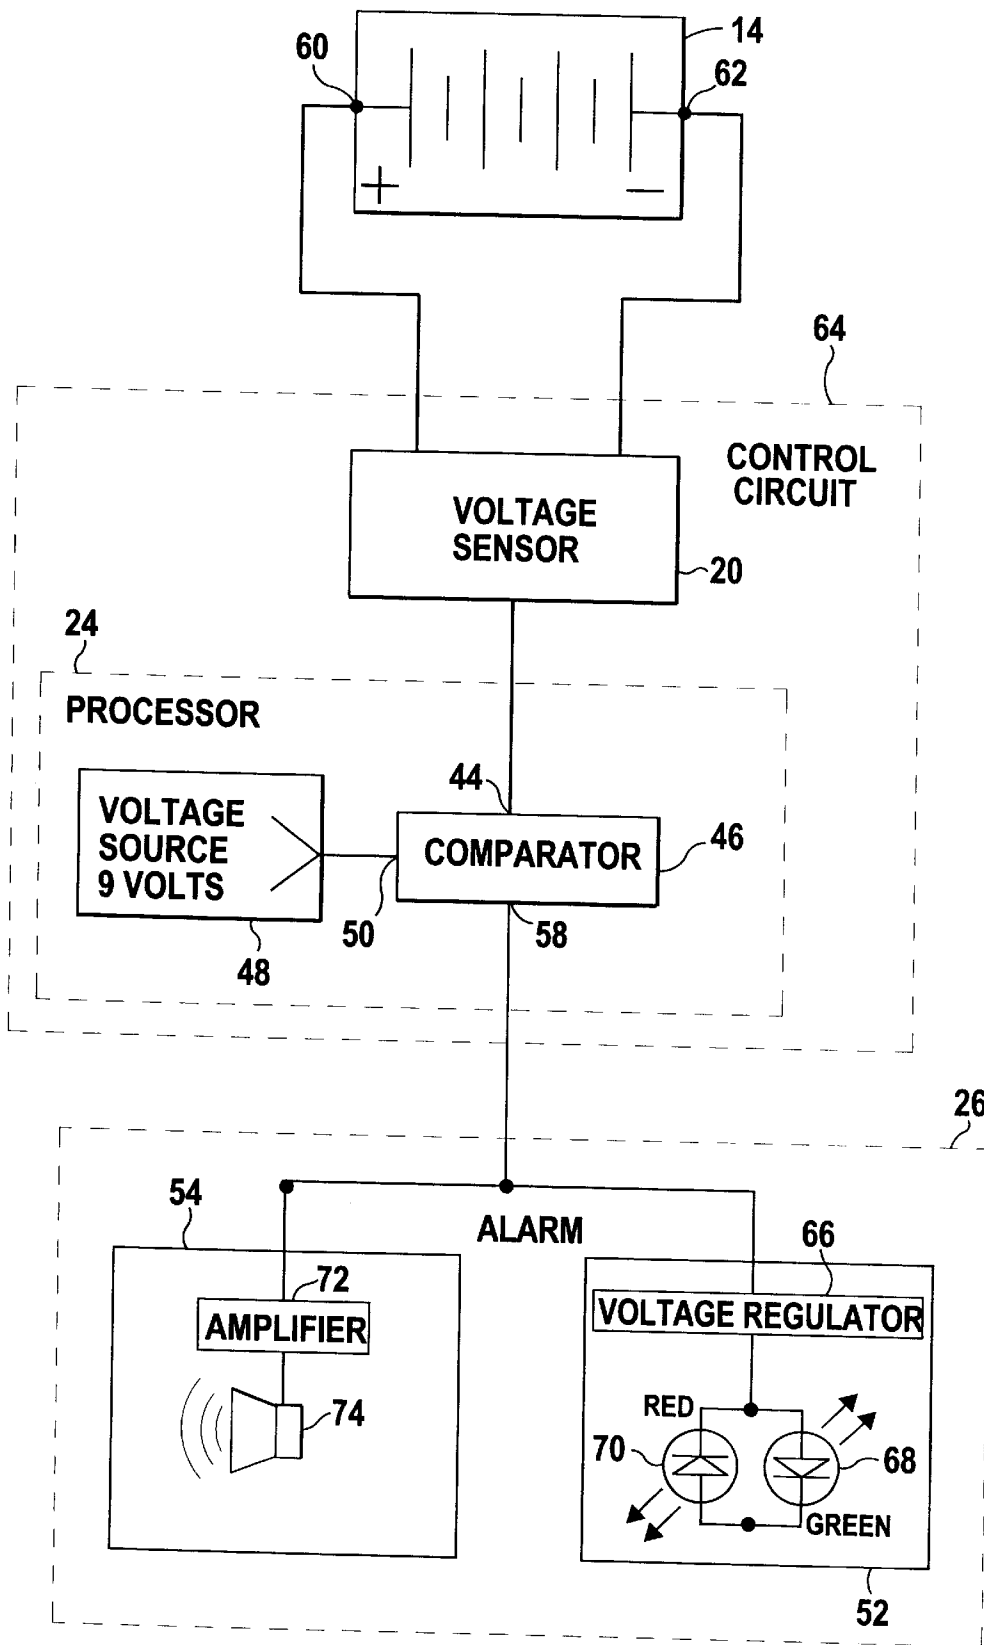 14
60
62
+
−
64
CONTROL
CIRCUIT
VOLTAGE
SENSOR
20
24
PROCESSOR
44
VOLTAGE
SOURCE
9 VOLTS
COMPARATOR
46
50
58
48
26
54
ALARM
66
72
AMPLIFIER
VOLTAGE REGULATOR
RED
74
70
68
GREEN
52